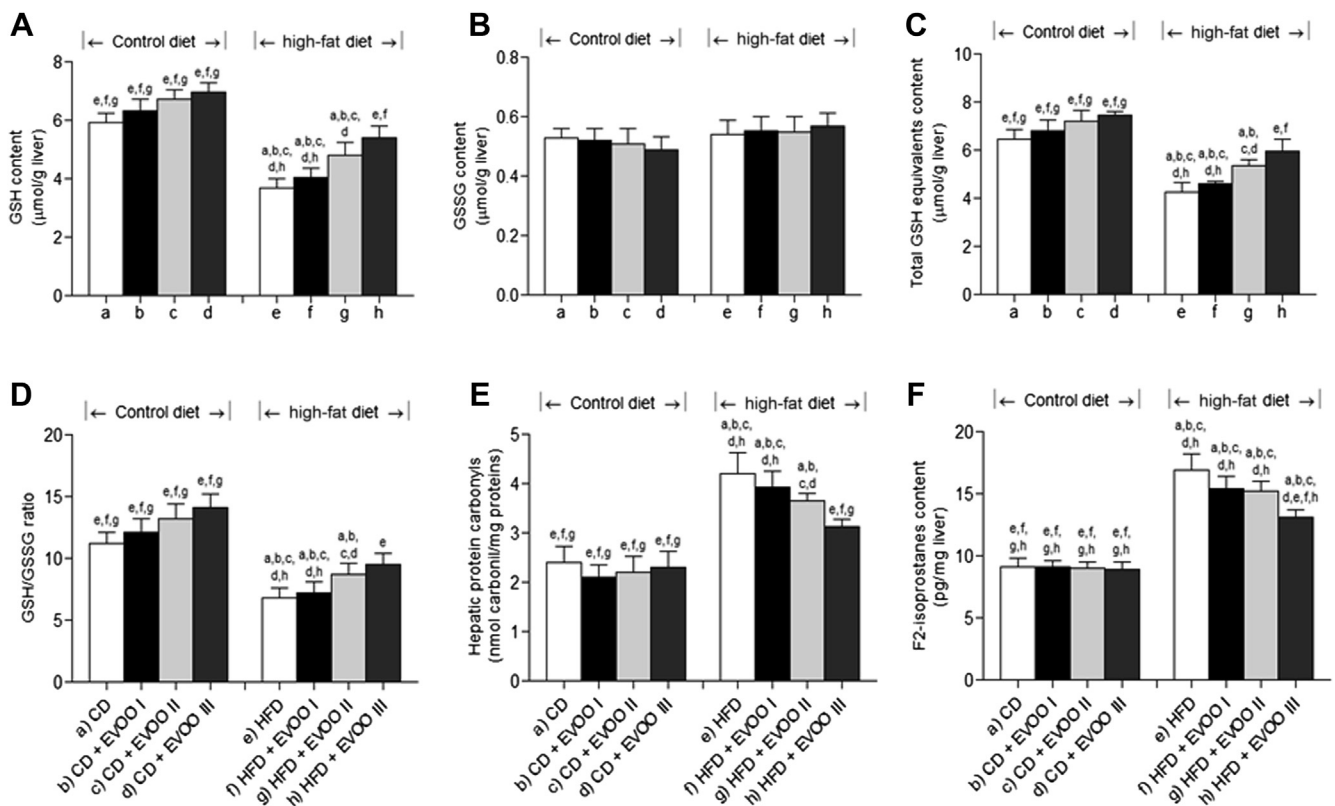 A
← Control diet →
high-fat diet →
GSH content
(μmol/g liver)
8
6
4
2
0
e,f,g
e,f,g
e,f,g
e,f,g
a,b,c,
d,h
a,b,c,
d,h
a,b,c,
d
e,f
a b c d e f g h
B
← Control diet →
← high-fat diet →
GSSG content
(μmol/g liver)
0.8
0.6
0.4
0.2
0.0
a b c d e f g h
C
← Control diet →
← high-fat diet →
Total GSH equivalents content
(μmol/g liver)
10
8
6
4
2
0
e,f,g
e,f,g
e,f,g
e,f,g
a,b,c,
d,h
a,b,c,
d,h
a,b,
c,d
e,f
a b c d e f g h
D
← Control diet →
← high-fat diet →
GSH/GSSG ratio
20
15
10
5
0
e,f,g
e,f,g
e,f,g
e,f,g
a,b,c,
d,h
a,b,c,
d,h
a,b,
c,d
e
a) CD
b) CD + EVOO I
c) CD + EVOO II
d) CD + EVOO III
e) HFD
f) HFD + EVOO I
g) HFD + EVOO II
h) HFD + EVOO III
E
← Control diet →
← high-fat diet →
Hepatic protein carbonyls
(nmol carbonil/mg proteins)
5
4
3
2
1
0
e,f,g
e,f,g
e,f,g
e,f,g
a,b,c,
d,h
a,b,c,
d,h
a,b,
c,d
e,f,g
a) CD
b) CD + EVOO I
c) CD + EVOO II
d) CD + EVOO III
e) HFD
f) HFD + EVOO I
g) HFD + EVOO II
h) HFD + EVOO III
F
← Control diet →
← high-fat diet →
F2-isoprostanes content
(pg/mg liver)
20
15
10
5
0
e,f,
g,h
e,f,
g,h
e,f,
g,h
e,f,
g,h
a,b,c,
d,h
a,b,c,
d,h
a,b,c,
d,h
a,b,c,
d,e,f,h
a) CD
b) CD + EVOO I
c) CD + EVOO II
d) CD + EVOO III
e) HFD
f) HFD + EVOO I
g) HFD + EVOO II
h) HFD + EVOO III